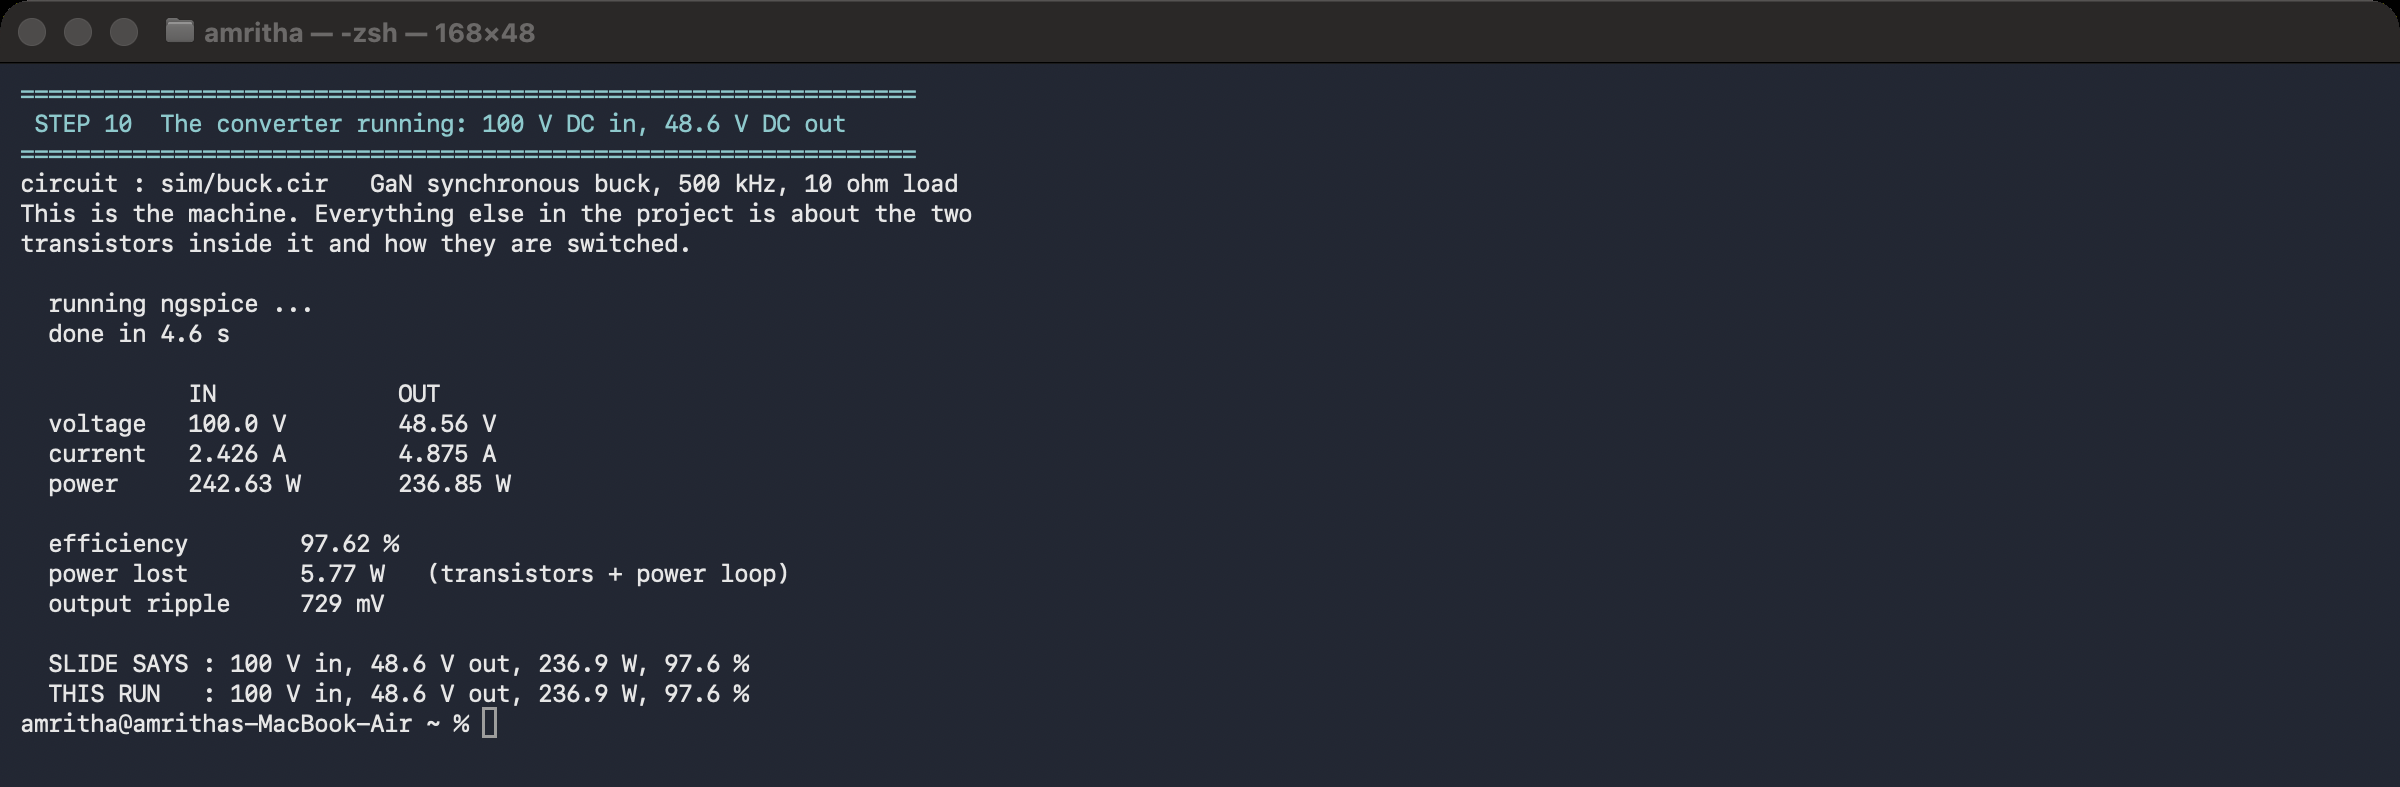 amritha — -zsh — 168×48
================================================================
STEP 10  The converter running: 100 V DC in, 48.6 V DC out
================================================================
circuit : sim/buck.cir   GaN synchronous buck, 500 kHz, 10 ohm load
This is the machine. Everything else in the project is about the two
transistors inside it and how they are switched.
running ngspice ...
done in 4.6 s
IN             OUT
voltage   100.0 V        48.56 V
current   2.426 A        4.875 A
power     242.63 W       236.85 W
efficiency        97.62 %
power lost        5.77 W   (transistors + power loop)
output ripple     729 mV
SLIDE SAYS : 100 V in, 48.6 V out, 236.9 W, 97.6 %
THIS RUN   : 100 V in, 48.6 V out, 236.9 W, 97.6 %
amritha@amrithas-MacBook-Air ~ %